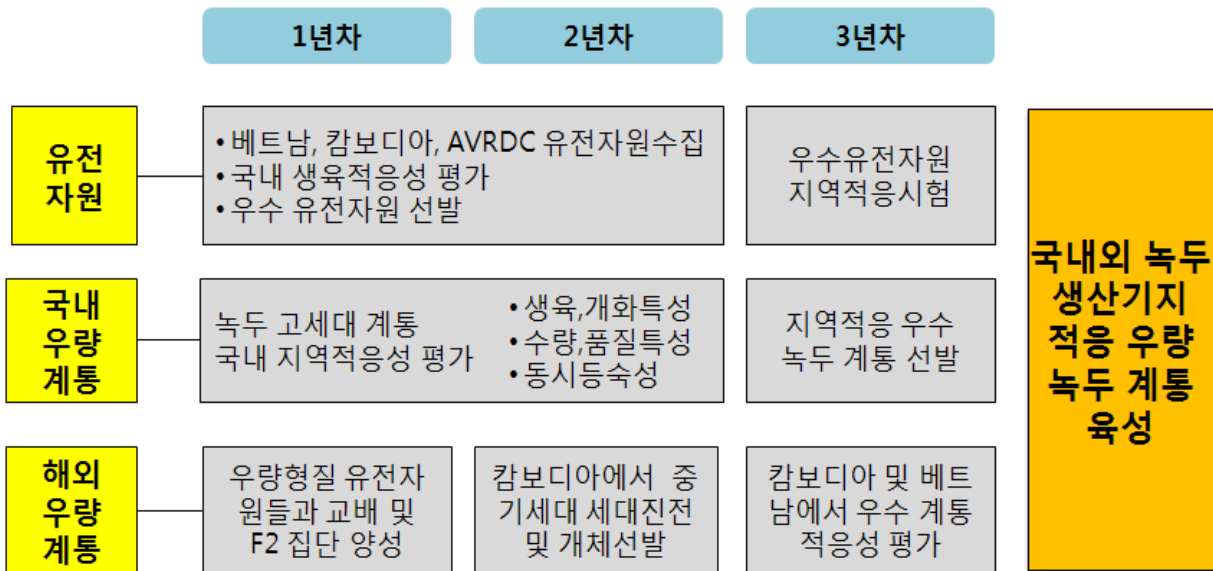 1년차
2년차
3년차
유전
자원
• 베트남, 캄보디아, AVRDC 유전자원수집
• 국내 생육적응성 평가
• 우수 유전자원 선발
우수유전자원
지역적응시험
국내
우량
계통
녹두 고세대 계통
국내 지역적응성 평가
• 생육,개화특성
• 수량,품질특성
• 동시등숙성
지역적응 우수
녹두 계통 선발
해외
우량
계통
우량형질 유전자
원들과 교배 및
F2 집단 양성
캄보디아에서 중
기세대 세대진전
및 개체선발
캄보디아 및 베트
남에서 우수 계통
적응성 평가
국내외 녹두
생산기지
적응 우량
녹두 계통
육성